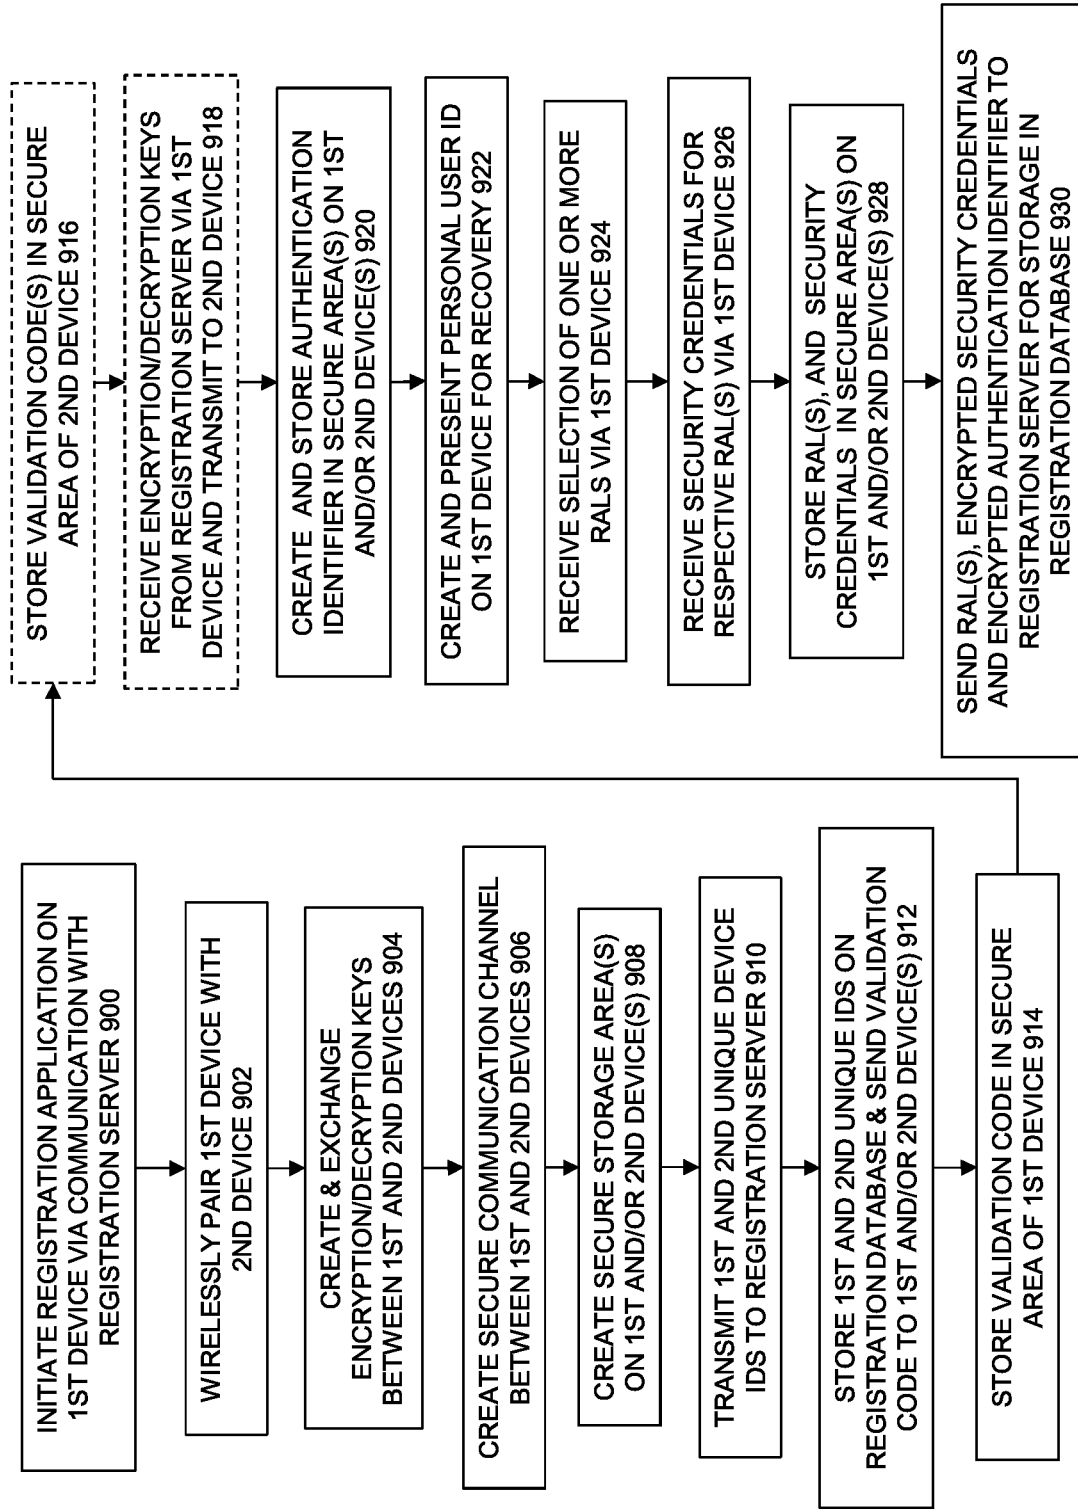 INITIATE REGISTRATION APPLICATION ON
1ST DEVICE VIA COMMUNICATION WITH
REGISTRATION SERVER 900
WIRELESSLY PAIR 1ST DEVICE WITH
2ND DEVICE 902
CREATE & EXCHANGE
ENCRYPTION/DECRYPTION KEYS
BETWEEN 1ST AND 2ND DEVICES 904
CREATE SECURE COMMUNICATION CHANNEL
BETWEEN 1ST AND 2ND DEVICES 906
CREATE SECURE STORAGE AREA(S)
ON 1ST AND/OR 2ND DEVICE(S) 908
TRANSMIT 1ST AND 2ND UNIQUE DEVICE
IDS TO REGISTRATION SERVER 910
STORE 1ST AND 2ND UNIQUE IDS ON
REGISTRATION DATABASE & SEND VALIDATION
CODE TO 1ST AND/OR 2ND DEVICE(S) 912
STORE VALIDATION CODE IN SECURE
AREA OF 1ST DEVICE 914
STORE VALIDATION CODE(S) IN SECURE
AREA OF 2ND DEVICE 916
RECEIVE ENCRYPTION/DECRYPTION KEYS
FROM REGISTRATION SERVER VIA 1ST
DEVICE AND TRANSMIT TO 2ND DEVICE 918
CREATE AND STORE AUTHENTICATION
IDENTIFIER IN SECURE AREA(S) ON 1ST
AND/OR 2ND DEVICE(S) 920
CREATE AND PRESENT PERSONAL USER ID
ON 1ST DEVICE FOR RECOVERY 922
RECEIVE SELECTION OF ONE OR MORE
RALS VIA 1ST DEVICE 924
RECEIVE SECURITY CREDENTIALS FOR
RESPECTIVE RAL(S) VIA 1ST DEVICE 926
STORE RAL(S), AND SECURITY
CREDENTIALS IN SECURE AREA(S) ON
1ST AND/OR 2ND DEVICE(S) 928
SEND RAL(S), ENCRYPTED SECURITY CREDENTIALS
AND ENCRYPTED AUTHENTICATION IDENTIFIER TO
REGISTRATION SERVER FOR STORAGE IN
REGISTRATION DATABASE 930